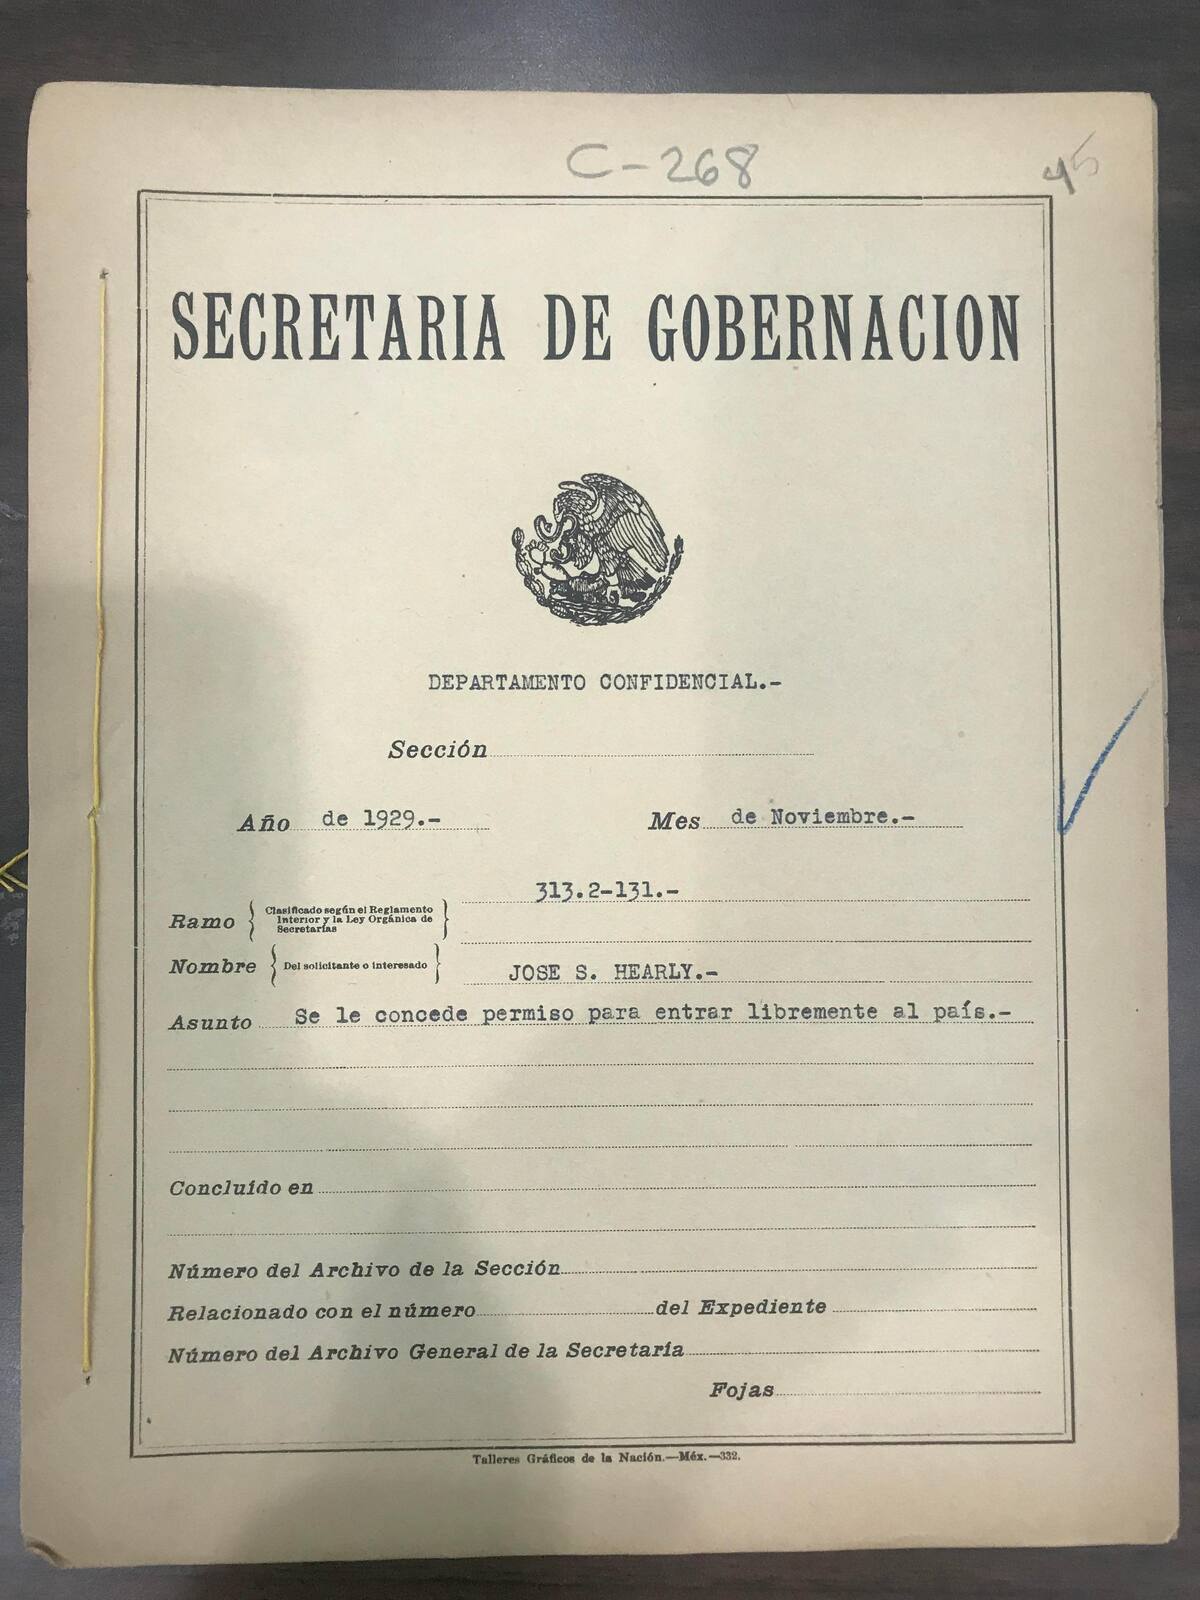 C-268
45
SECRETARIA DE GOBERNACION
DEPARTAMENTO CONFIDENCIAL.-
Sección
Año de 1929.- Mes de Noviembre.-
313.2-131.-
Ramo { Clasificado según el Reglamento
Interior y la Ley Orgánica de
Secretarías }
Nombre { Del solicitante o interesado } JOSE S. HEARLY.-
Asunto Se le concede permiso para entrar libremente al país.-
Concluído en
Número del Archivo de la Sección
Relacionado con el número del Expediente
Número del Archivo General de la Secretaría
Fojas
Talleres Gráficos de la Nación.—Méx.—332.